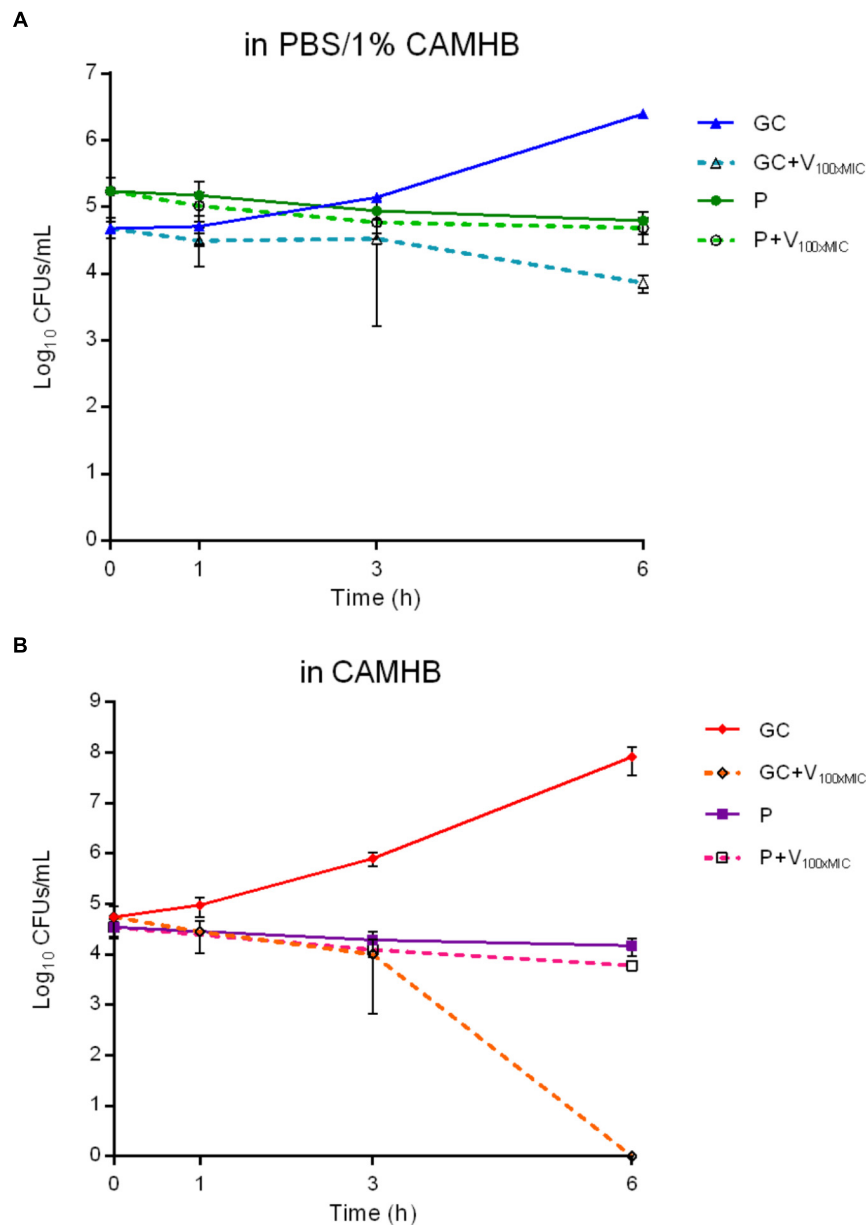 A
in PBS/1% CAMHB
7
6
5
4
3
2
1
0
Log10 CFUs/mL
0 1 3 6
Time (h)
GC
GC+V100xMIC
P
P+V100xMIC
B
in CAMHB
9
8
7
6
5
4
3
2
1
0
Log10 CFUs/mL
0 1 3 6
Time (h)
GC
GC+V100xMIC
P
P+V100xMIC